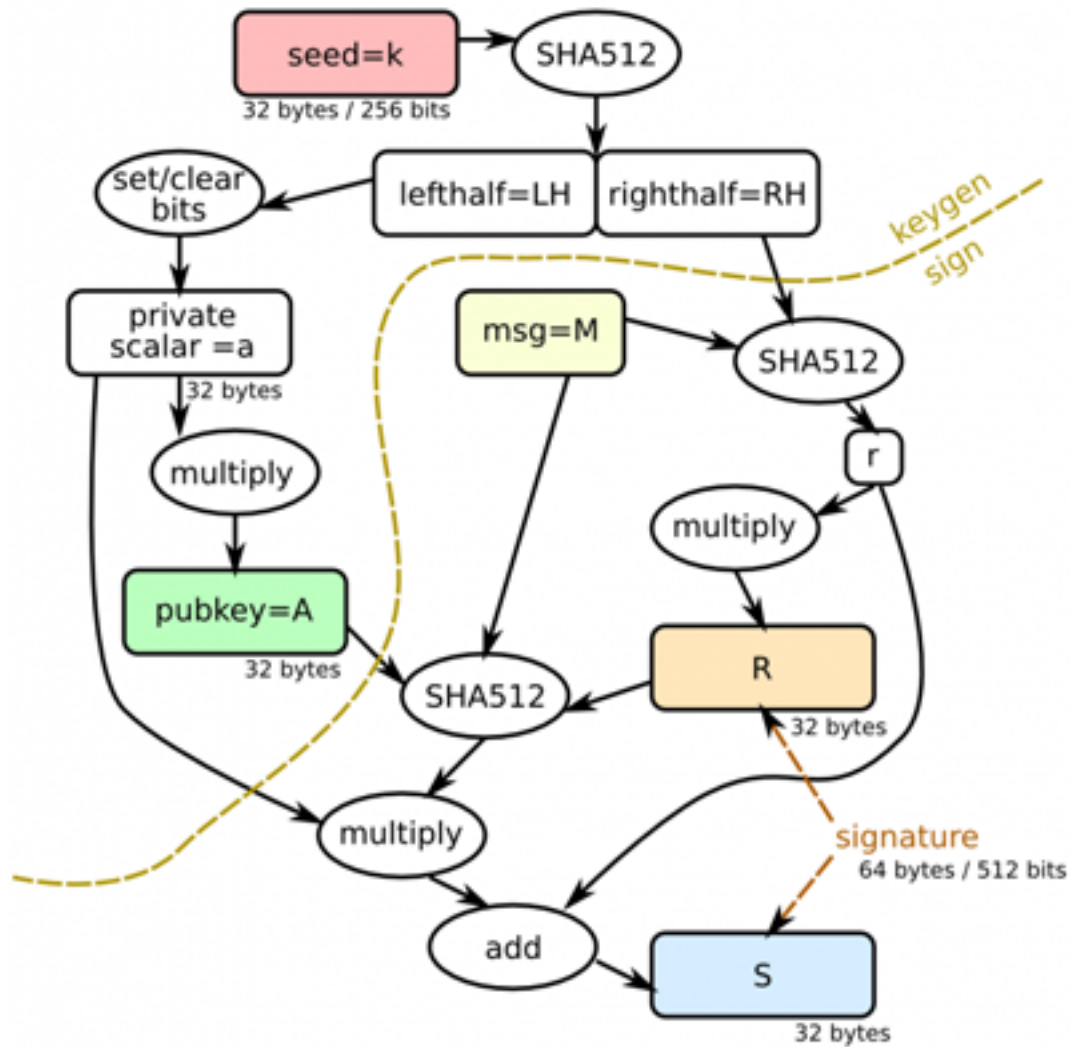 seed=k
SHA512
32 bytes / 256 bits
set/clear
bits
lefthalf=LH
righthalf=RH
keygen
sign
private
scalar =a
msg=M
SHA512
32 bytes
r
multiply
multiply
pubkey=A
32 bytes
SHA512
R
32 bytes
multiply
signature
64 bytes / 512 bits
add
S
32 bytes